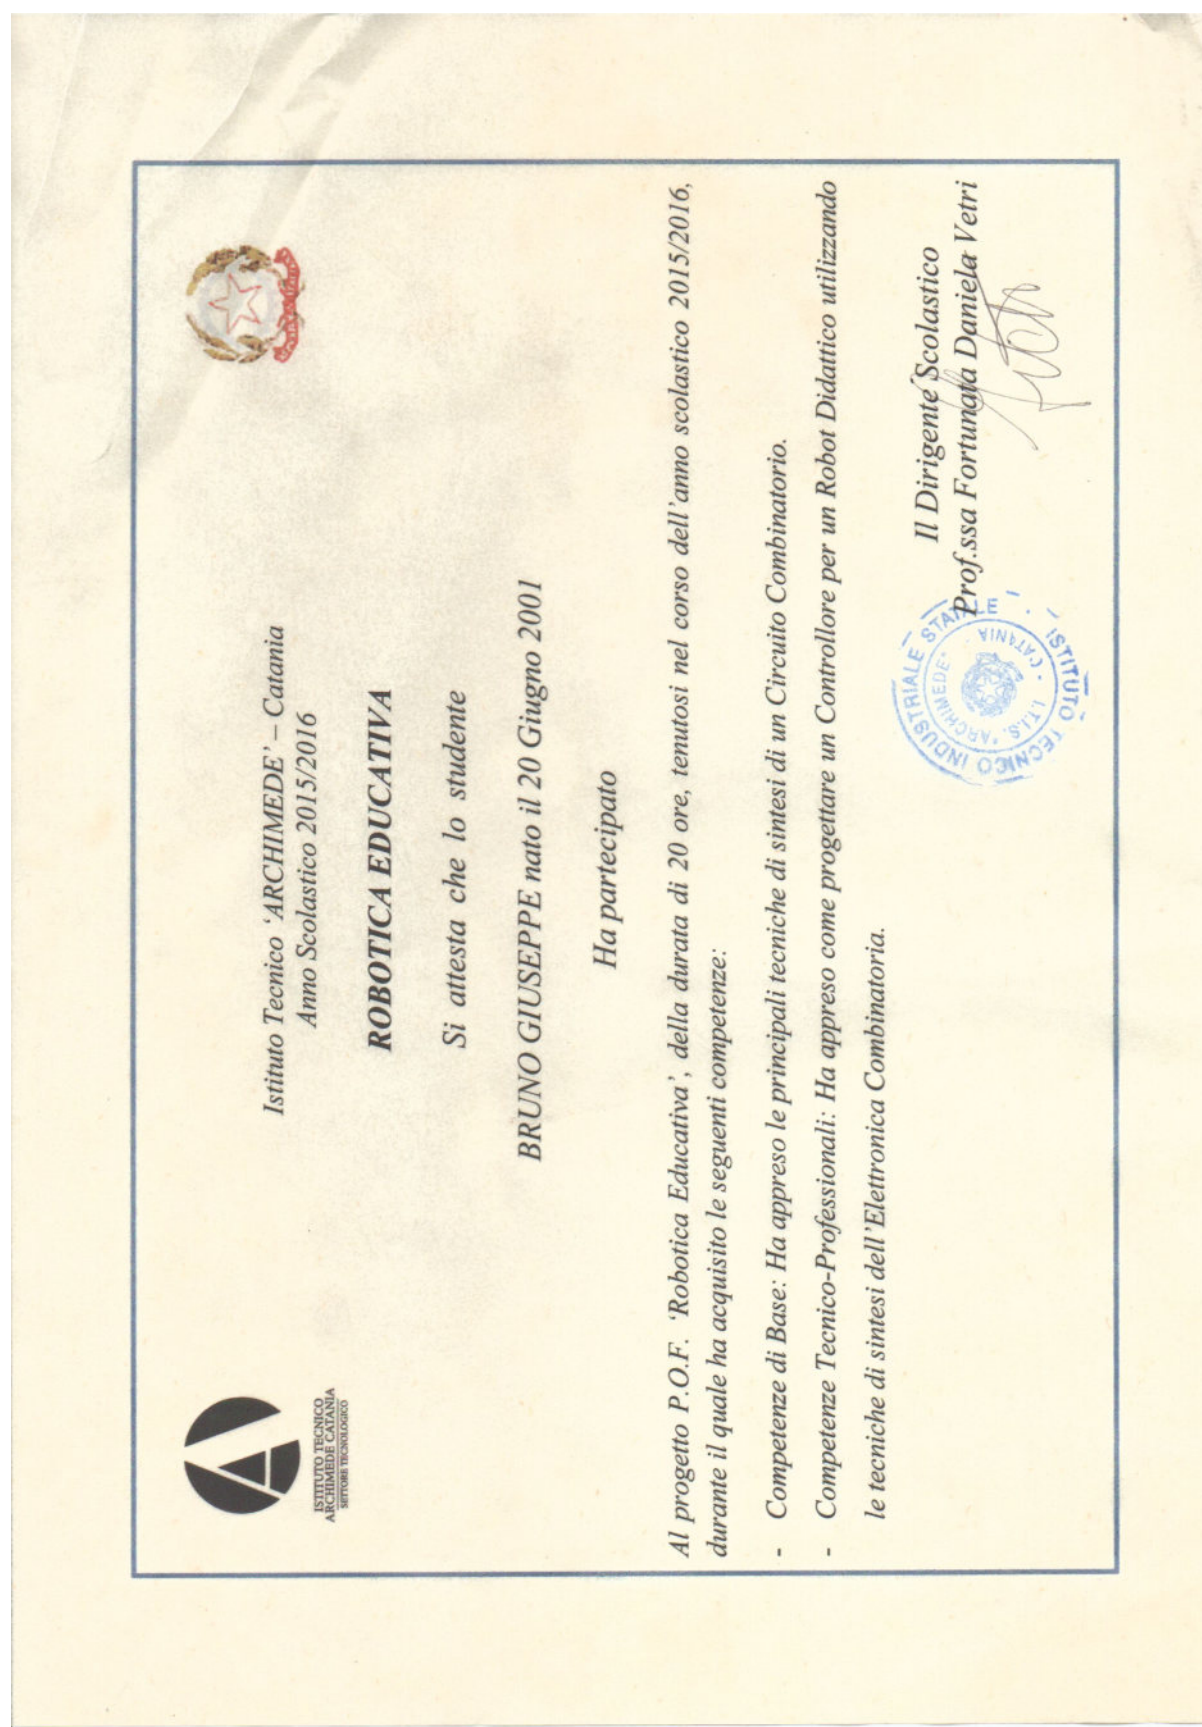 ISTITUTO TECNICO
ARCHIMEDE CATANIA
SETTORE TECNOLOGICO
Istituto Tecnico ‘ARCHIMEDE’ – Catania
Anno Scolastico 2015/2016
ROBOTICA EDUCATIVA
Si attesta che lo studente
BRUNO GIUSEPPE nato il 20 Giugno 2001
Ha partecipato
Al progetto P.O.F. ‘Robotica Educativa’, della durata di 20 ore, tenutosi nel corso dell’anno scolastico 2015/2016,
durante il quale ha acquisito le seguenti competenze:
- Competenze di Base: Ha appreso le principali tecniche di sintesi di un Circuito Combinatorio.
- Competenze Tecnico-Professionali: Ha appreso come progettare un Controllore per un Robot Didattico utilizzando
le tecniche di sintesi dell’Elettronica Combinatoria.
Il Dirigente Scolastico
Prof.ssa Fortunata Daniela Vetri
ISTITUTO TECNICO INDUSTRIALE STATALE
I.T.I.S. "ARCHIMEDE" - CATANIA